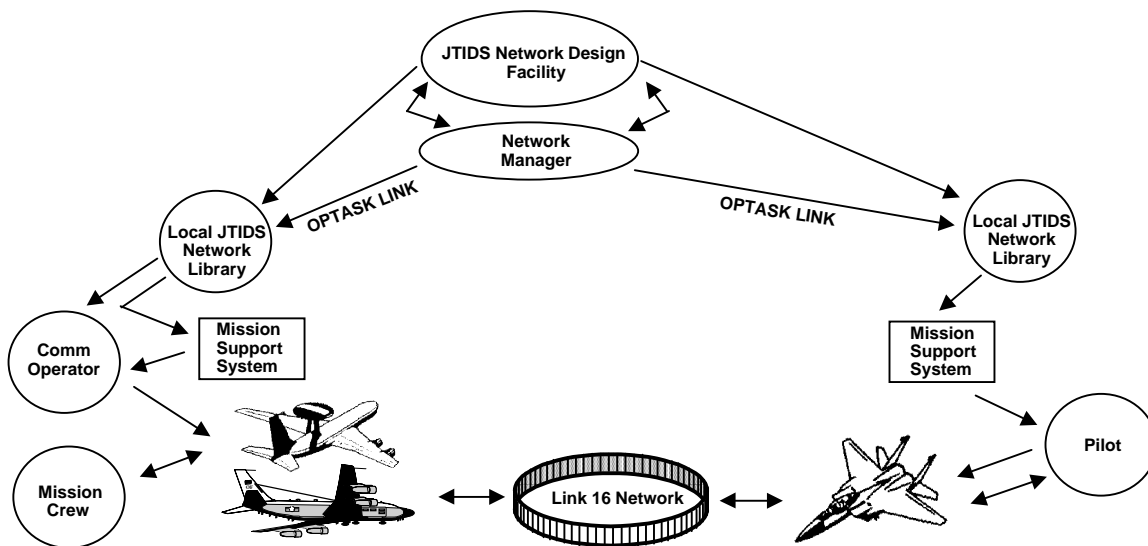 JTIDS Network Design
Facility
Network
Manager
OPTASK LINK
OPTASK LINK
Local JTIDS
Network
Library
Local JTIDS
Network
Library
Mission
Support
System
Mission
Support
System
Comm
Operator
Pilot
Mission
Crew
Link 16 Network